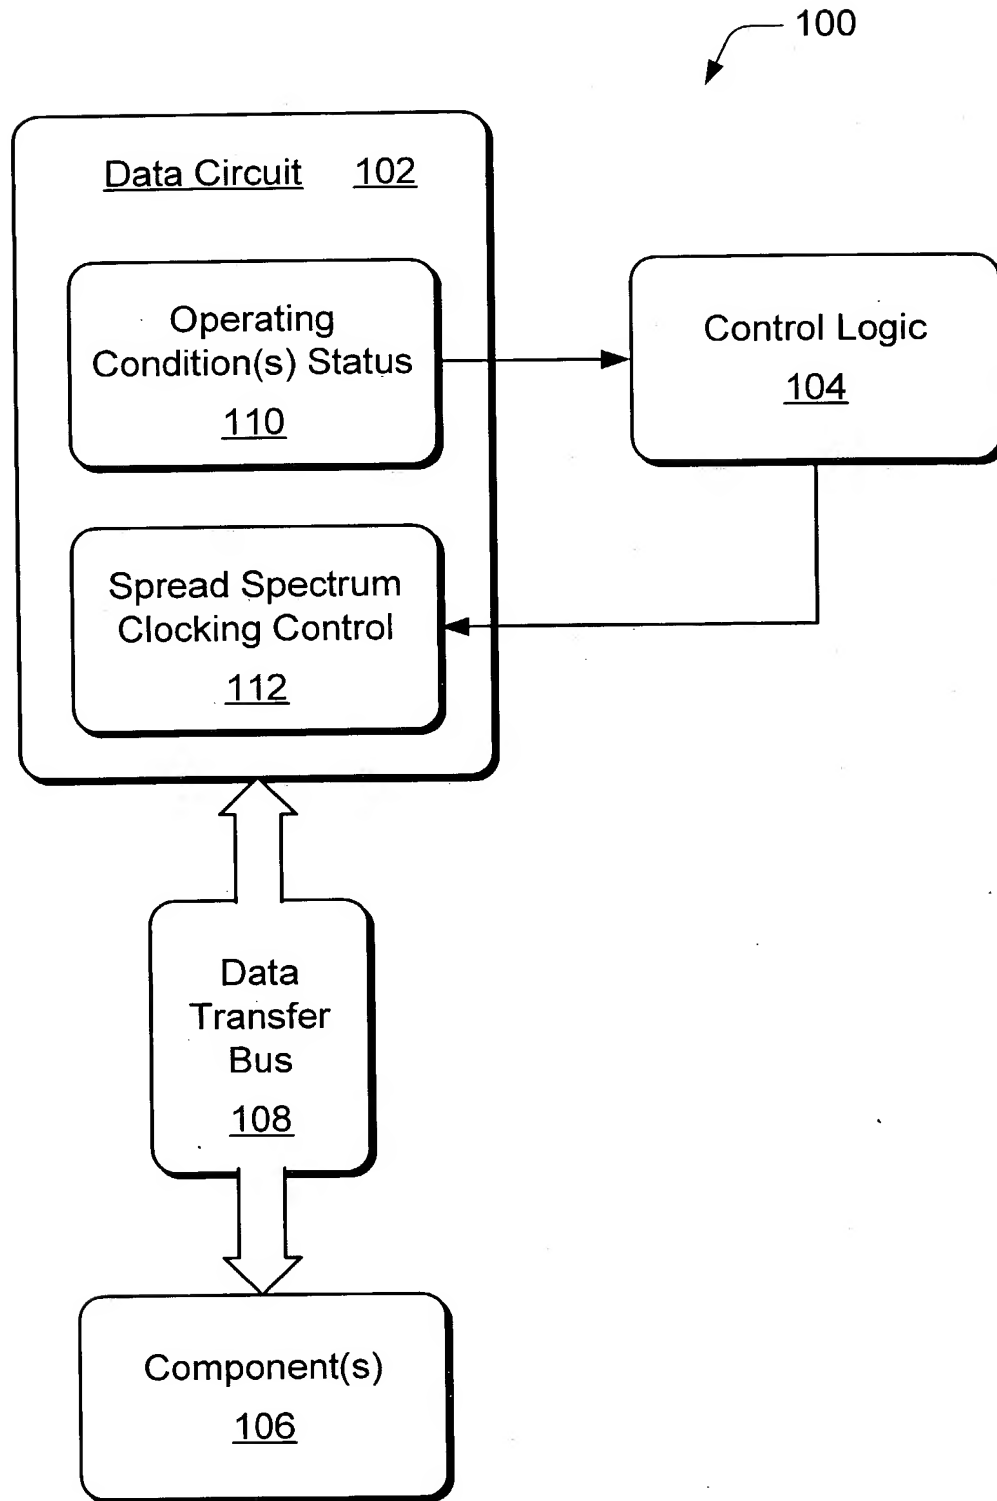 100
Data Circuit 102
Operating
Condition(s) Status
110
Control Logic
104
Spread Spectrum
Clocking Control
112
Data
Transfer
Bus
108
Component(s)
106